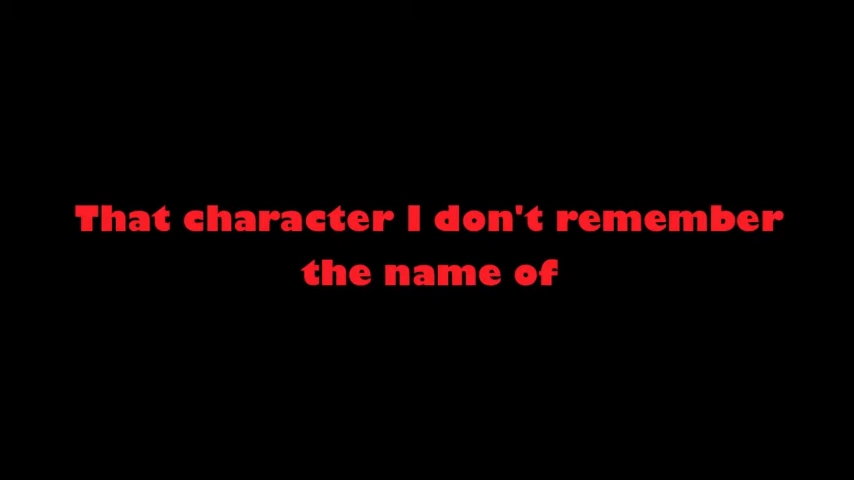 That character I don't remember
the name of